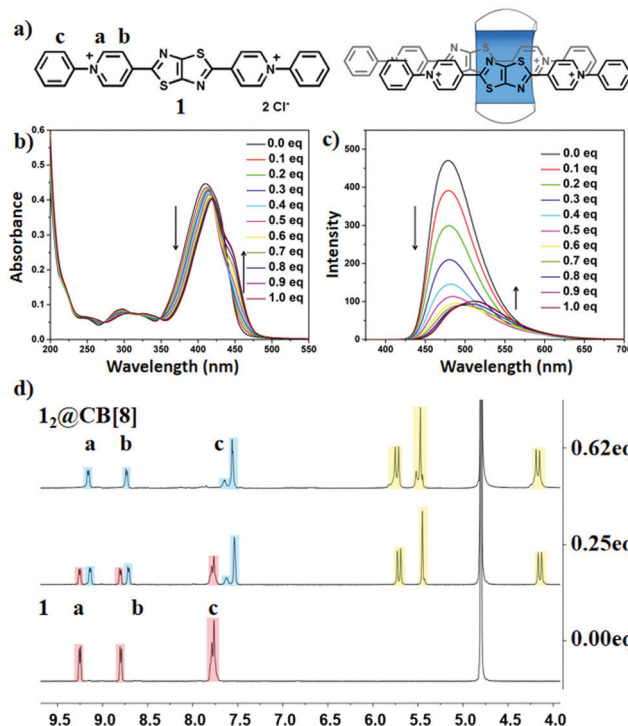 a)
c a b
N
+
N
S
S
N
N
+
1
2 Cl⁻
N
+
N
S
N
+
N
+
N
S
S
N
N
+
b)
Absorbance
0.6
0.5
0.4
0.3
0.2
0.1
0.0
200 250 300 350 400 450 500 550
Wavelength (nm)
0.0 eq
0.1 eq
0.2 eq
0.3 eq
0.4 eq
0.5 eq
0.6 eq
0.7 eq
0.8 eq
0.9 eq
1.0 eq
c)
Intensity
500
400
300
200
100
0
400 450 500 550 600 700
Wavelength (nm)
0.0 eq
0.1 eq
0.2 eq
0.3 eq
0.4 eq
0.5 eq
0.6 eq
0.7 eq
0.8 eq
0.9 eq
1.0 eq
d)
1₂@CB[8]
a b c
0.62eq
0.25eq
1 a b c
0.00eq
9.5 9.0 8.5 8.0 7.5 7.0 6.5 6.0 5.5 5.0 4.5 4.0